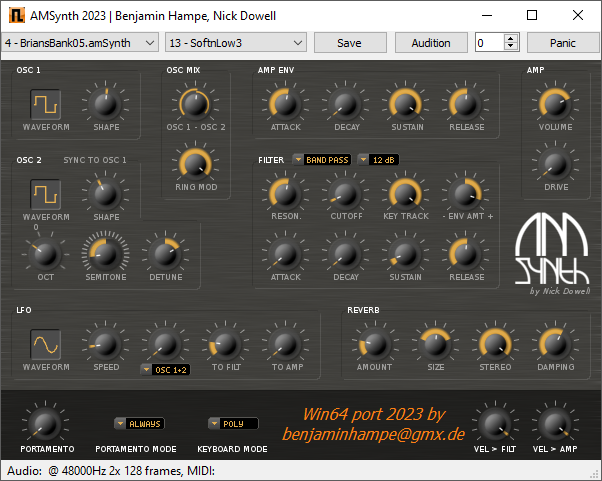 AMSynth 2023 | Benjamin Hampe, Nick Dowell
4 - BriansBank05.amSynth 13 - SoftnLow3 Save Audition 0 Panic
OSC 1 OSC MIX AMP ENV AMP
WAVEFORM SHAPE OSC 1 - OSC 2 ATTACK DECAY SUSTAIN RELEASE VOLUME
OSC 2 SYNC TO OSC 1 FILTER BAND PASS 12 dB
RING MOD DRIVE
WAVEFORM SHAPE RESON. CUTOFF KEY TRACK - ENV AMT +
0
OCT SEMITONE DETUNE ATTACK DECAY SUSTAIN RELEASE
AM SYNTH
by Nick Dowell
LFO REVERB
WAVEFORM SPEED OSC 1+2 TO FILT TO AMP AMOUNT SIZE STEREO DAMPING
ALWAYS POLY
PORTAMENTO PORTAMENTO MODE KEYBOARD MODE
Win64 port 2023 by
benjaminhampe@gmx.de
VEL > FILT VEL > AMP
Audio: @ 48000Hz 2x 128 frames, MIDI: